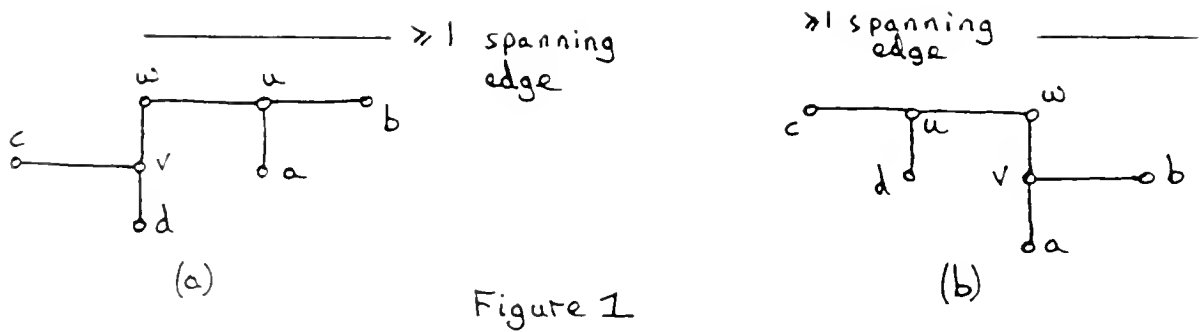 ≥1 spanning
edge
w
u
b
c
v
a
d
(a)
≥1 spanning
edge
w
c
u
d
v
b
a
(b)
Figure 1